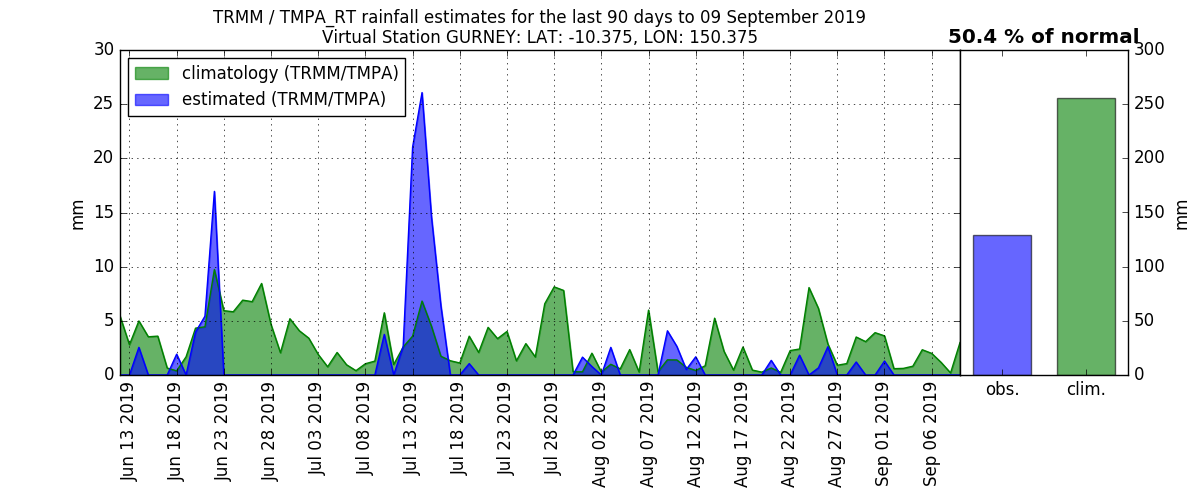 TRMM / TMPA_RT rainfall estimates for the last 90 days to 09 September 2019
Virtual Station GURNEY: LAT: -10.375, LON: 150.375
50.4 % of normal
climatology (TRMM/TMPA)
estimated (TRMM/TMPA)
30
25
20
15
10
5
0
mm
300
250
200
150
100
50
0
mm
Jun 13 2019
Jun 18 2019
Jun 23 2019
Jun 28 2019
Jul 03 2019
Jul 08 2019
Jul 13 2019
Jul 18 2019
Jul 23 2019
Jul 28 2019
Aug 02 2019
Aug 07 2019
Aug 12 2019
Aug 17 2019
Aug 22 2019
Aug 27 2019
Sep 01 2019
Sep 06 2019
obs.
clim.